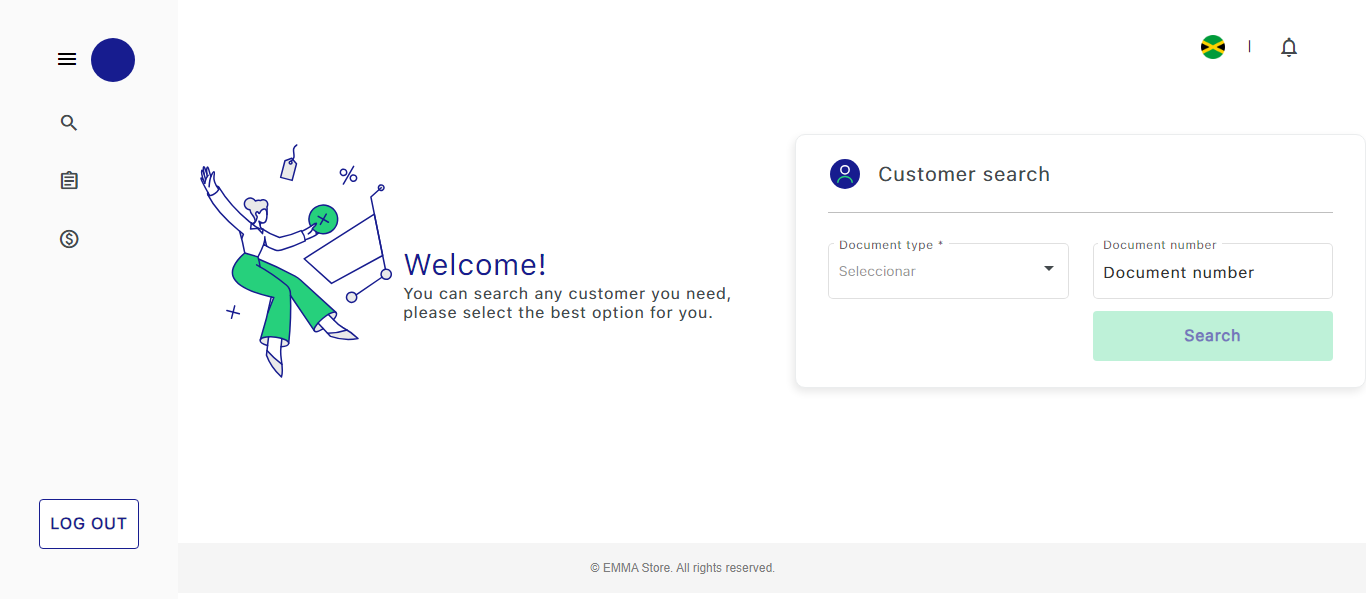 Customer search
Document type *
Seleccionar
Document number
Document number
Search
Welcome!
You can search any customer you need,
please select the best option for you.
LOG OUT
© EMMA Store. All rights reserved.